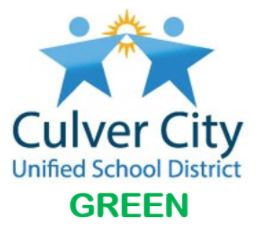 Culver City
Unified School District
GREEN